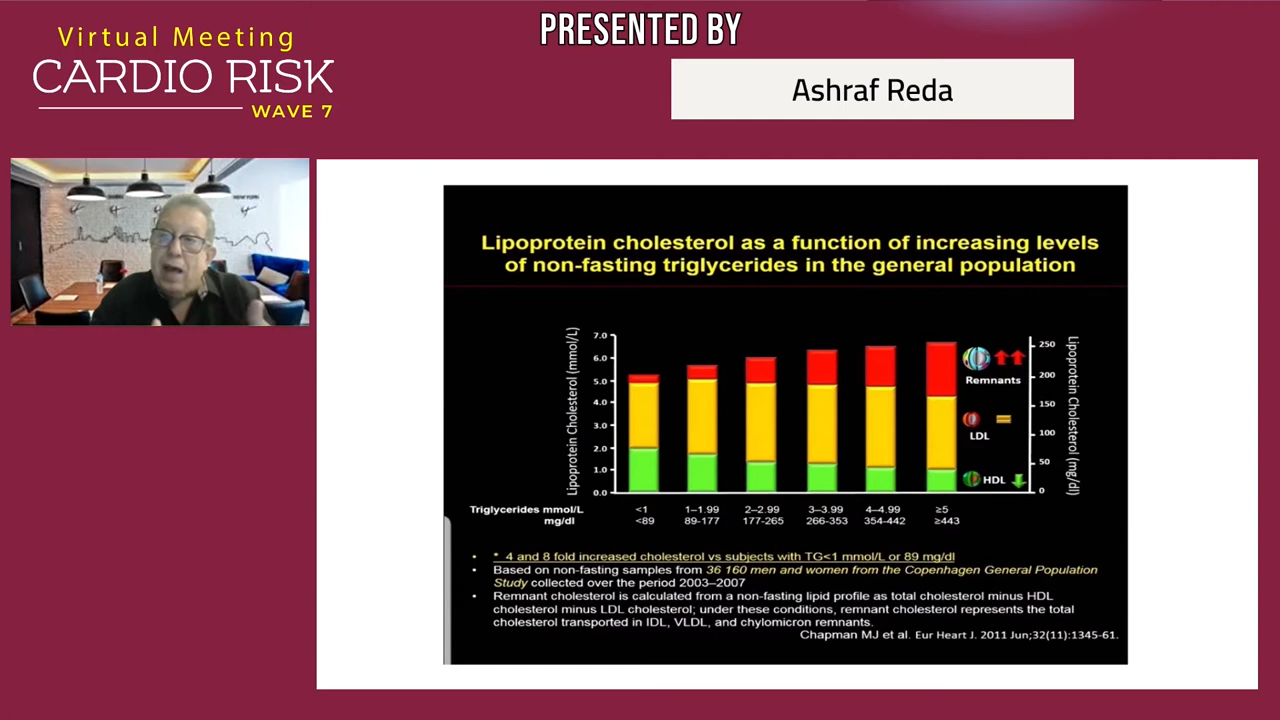 PRESENTED BY
Virtual Meeting
CARDIO RISK
WAVE 7
Ashraf Reda
NEW YORK
Lipoprotein cholesterol as a function of increasing levels
of non-fasting triglycerides in the general population
Lipoprotein Cholesterol (mmol/L)
7.0
6.0
5.0
4.0
3.0
2.0
1.0
0.0
250
200
150
100
50
0
Lipoprotein Cholesterol (mg/dl)
Remnants
LDL
HDL
Triglycerides mmol/L <1 1–1.99 2–2.99 3–3.99 4–4.99 ≥5
mg/dl <89 89-177 177-265 266-353 354-442 ≥443
• * 4 and 8 fold increased cholesterol vs subjects with TG<1 mmol/L or 89 mg/dl
• Based on non-fasting samples from 36 160 men and women from the Copenhagen General Population
Study collected over the period 2003–2007
• Remnant cholesterol is calculated from a non-fasting lipid profile as total cholesterol minus HDL
cholesterol minus LDL cholesterol; under these conditions, remnant cholesterol represents the total
cholesterol transported in IDL, VLDL, and chylomicron remnants.
Chapman MJ et al. Eur Heart J. 2011 Jun;32(11):1345-61.